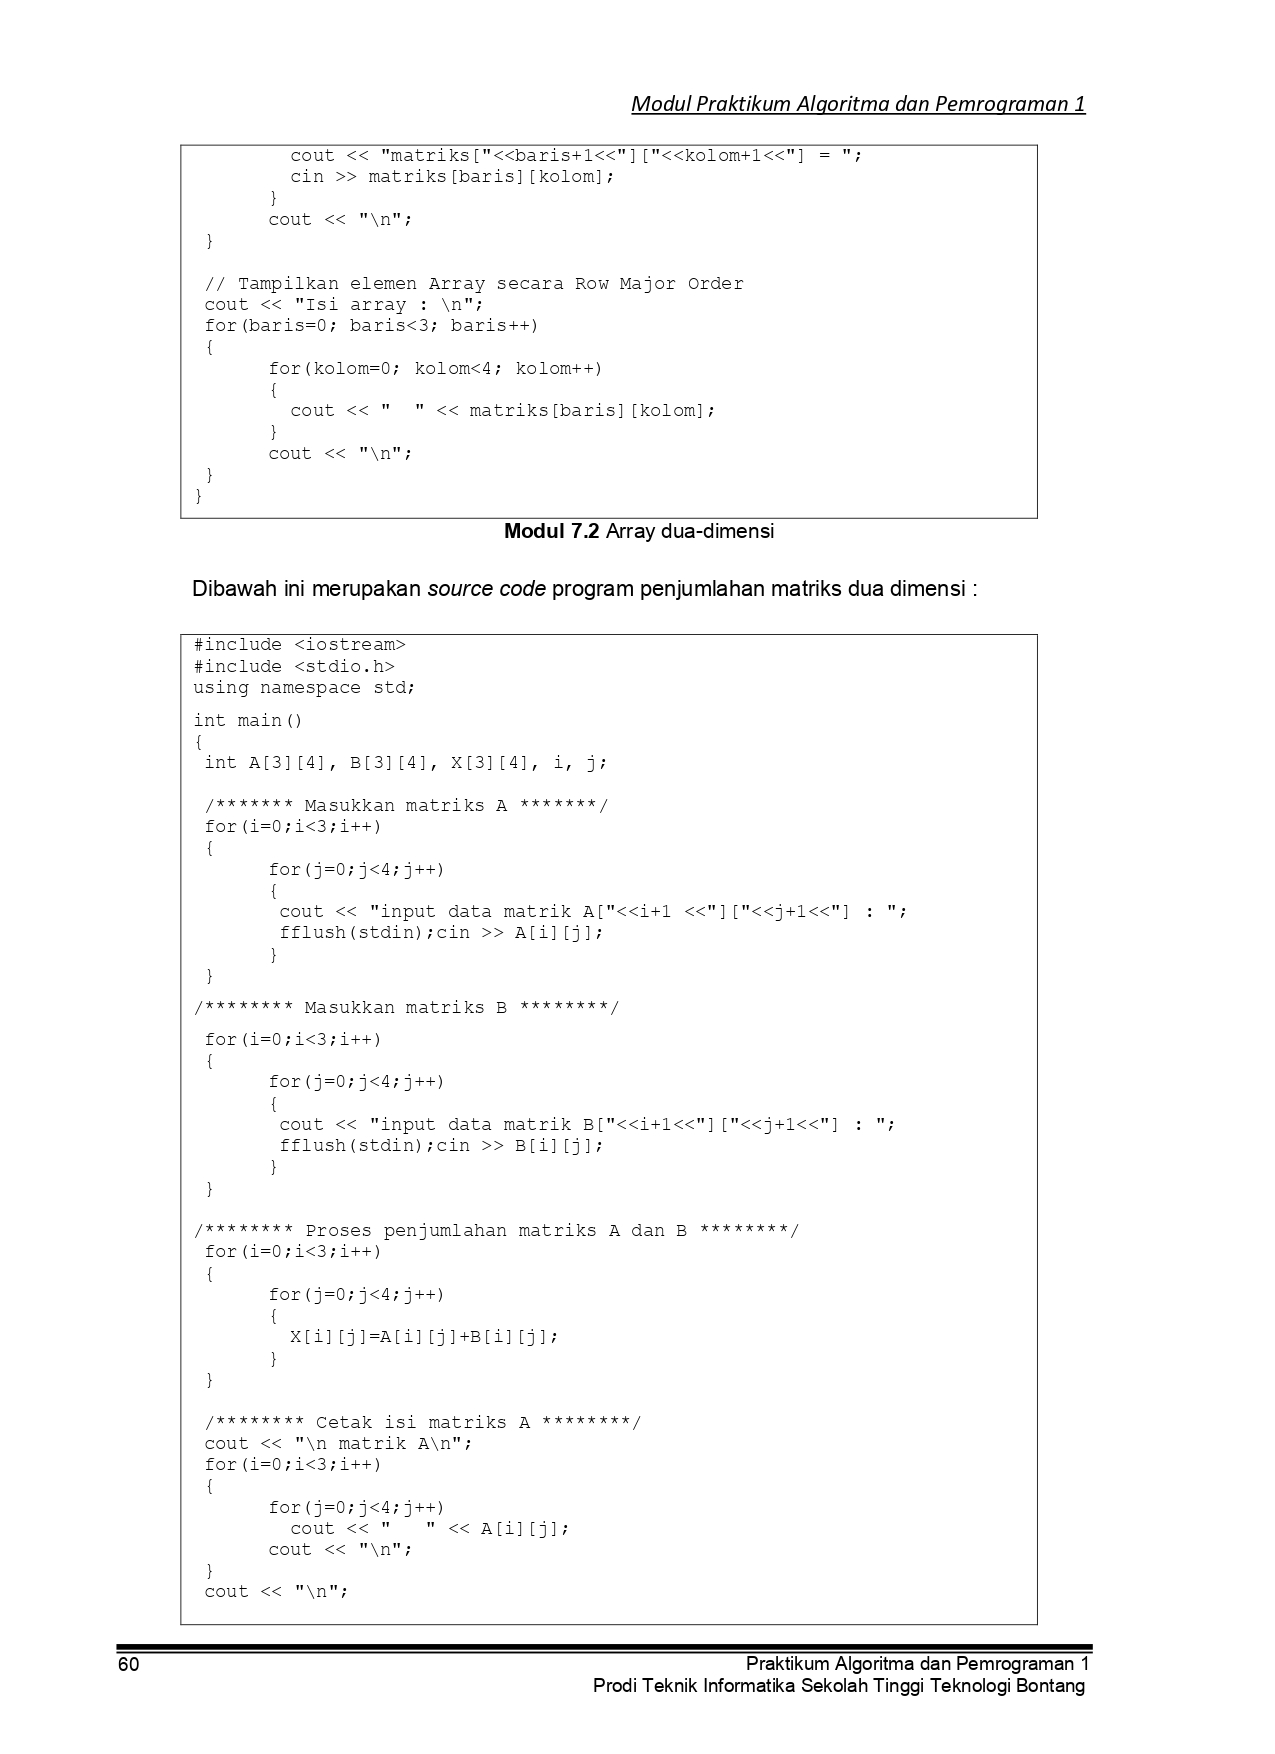 Modul Praktikum Algoritma dan Pemrograman 1
cout << "matriks["<<baris+1<<"]["<<kolom+1<<"] = ";
cin >> matriks[baris][kolom];
}
cout << "\n";
}
// Tampilkan elemen Array secara Row Major Order
cout << "Isi array : \n";
for(baris=0; baris<3; baris++)
{
for(kolom=0; kolom<4; kolom++)
{
cout << "  " << matriks[baris][kolom];
}
cout << "\n";
}
}
Modul 7.2 Array dua-dimensi
Dibawah ini merupakan source code program penjumlahan matriks dua dimensi :
#include <iostream>
#include <stdio.h>
using namespace std;
int main()
{
int A[3][4], B[3][4], X[3][4], i, j;
/******* Masukkan matriks A *******/
for(i=0;i<3;i++)
{
for(j=0;j<4;j++)
{
cout << "input data matrik A["<<i+1 <<"]["<<j+1<<"] : ";
fflush(stdin);cin >> A[i][j];
}
}
/******** Masukkan matriks B ********/
for(i=0;i<3;i++)
{
for(j=0;j<4;j++)
{
cout << "input data matrik B["<<i+1<<"]["<<j+1<<"] : ";
fflush(stdin);cin >> B[i][j];
}
}
/******** Proses penjumlahan matriks A dan B ********/
for(i=0;i<3;i++)
{
for(j=0;j<4;j++)
{
X[i][j]=A[i][j]+B[i][j];
}
}
/******** Cetak isi matriks A ********/
cout << "\n matrik A\n";
for(i=0;i<3;i++)
{
for(j=0;j<4;j++)
cout << "   " << A[i][j];
cout << "\n";
}
cout << "\n";
60
Praktikum Algoritma dan Pemrograman 1
Prodi Teknik Informatika Sekolah Tinggi Teknologi Bontang